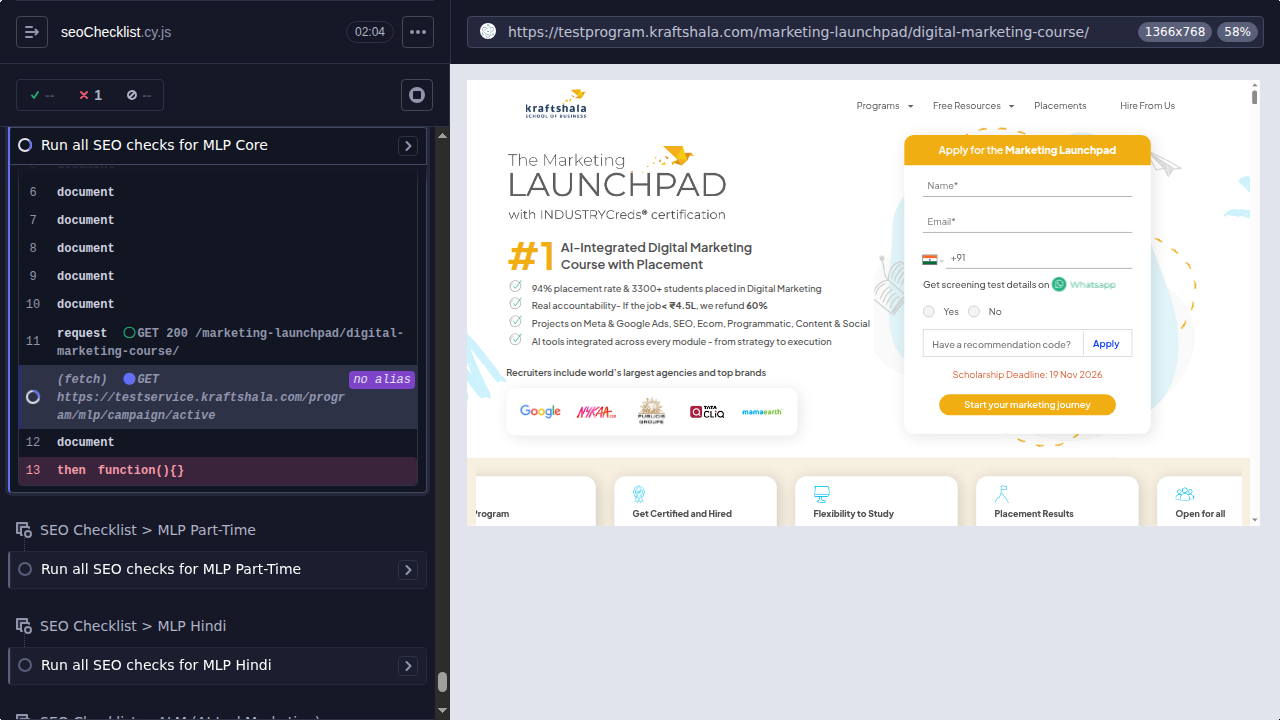 seoChecklist.cy.js
02:04
--
1
--
Run all SEO checks for MLP Core
6 document
7 document
8 document
9 document
10 document
11 request GET 200 /marketing-launchpad/digital-
marketing-course/
(fetch) GET no alias
https://testservice.kraftshala.com/progr
am/mlp/campaign/active
12 document
13 then function(){}
SEO Checklist > MLP Part-Time
Run all SEO checks for MLP Part-Time
SEO Checklist > MLP Hindi
Run all SEO checks for MLP Hindi
https://testprogram.kraftshala.com/marketing-launchpad/digital-marketing-course/
1366x768
58%
kraftshala
SCHOOL OF BUSINESS
Programs
Free Resources
Placements
Hire From Us
The Marketing
LAUNCHPAD
with INDUSTRYCreds® certification
#1 AI-Integrated Digital Marketing
Course with Placement
94% placement rate & 3300+ students placed in Digital Marketing
Real accountability- If the job< ₹4.5L, we refund 60%
Projects on Meta & Google Ads, SEO, Ecom, Programmatic, Content & Social
AI tools integrated across every module - from strategy to execution
Recruiters include world's largest agencies and top brands
Google
NYKAA.COM
PUBLICIS
GROUPE
TATA
CLiQ
mamaearth
Apply for the Marketing Launchpad
Name*
Email*
+91
Get screening test details on Whatsapp
Yes
No
Have a recommendation code?
Apply
Scholarship Deadline: 19 Nov 2026
Start your marketing journey
Program
Get Certified and Hired
Flexibility to Study
Placement Results
Open for all